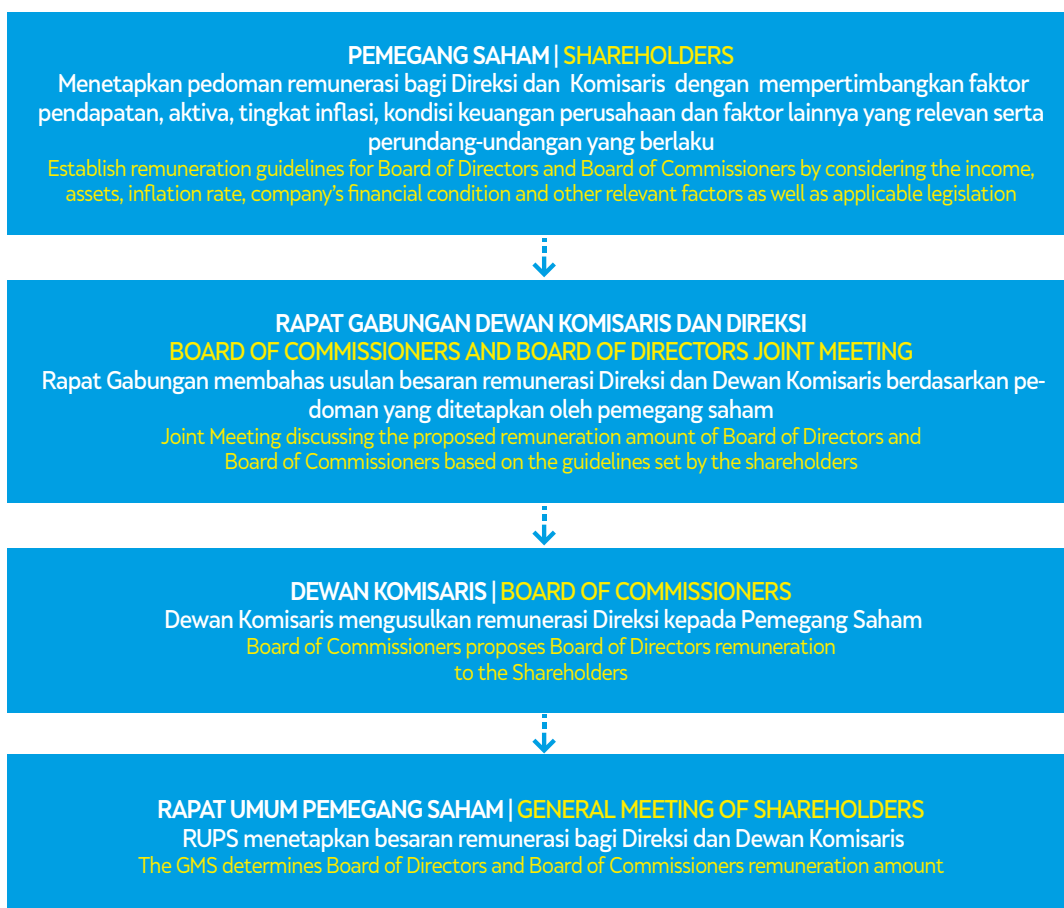 PEMEGANG SAHAM | SHAREHOLDERS
Menetapkan pedoman remunerasi bagi Direksi dan Komisaris dengan mempertimbangkan faktor
pendapatan, aktiva, tingkat inflasi, kondisi keuangan perusahaan dan faktor lainnya yang relevan serta
perundang-undangan yang berlaku
Establish remuneration guidelines for Board of Directors and Board of Commissioners by considering the income,
assets, inflation rate, company's financial condition and other relevant factors as well as applicable legislation
RAPAT GABUNGAN DEWAN KOMISARIS DAN DIREKSI
BOARD OF COMMISSIONERS AND BOARD OF DIRECTORS JOINT MEETING
Rapat Gabungan membahas usulan besaran remunerasi Direksi dan Dewan Komisaris berdasarkan pe-
doman yang ditetapkan oleh pemegang saham
Joint Meeting discussing the proposed remuneration amount of Board of Directors and
Board of Commissioners based on the guidelines set by the shareholders
DEWAN KOMISARIS | BOARD OF COMMISSIONERS
Dewan Komisaris mengusulkan remunerasi Direksi kepada Pemegang Saham
Board of Commissioners proposes Board of Directors remuneration
to the Shareholders
RAPAT UMUM PEMEGANG SAHAM | GENERAL MEETING OF SHAREHOLDERS
RUPS menetapkan besaran remunerasi bagi Direksi dan Dewan Komisaris
The GMS determines Board of Directors and Board of Commissioners remuneration amount